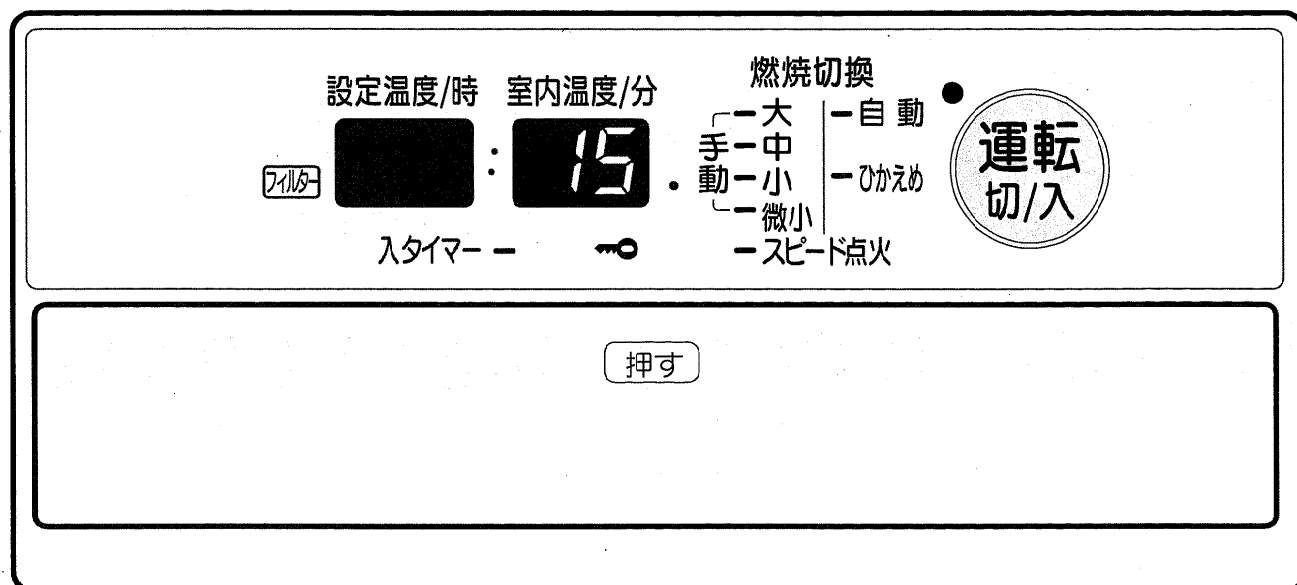 燃焼切換
設定温度/時 室内温度/分
大 自動
手動 中
小 ひかえめ
微小
運転
切/入
フィルター : 15
入タイマー スピード点火
押す